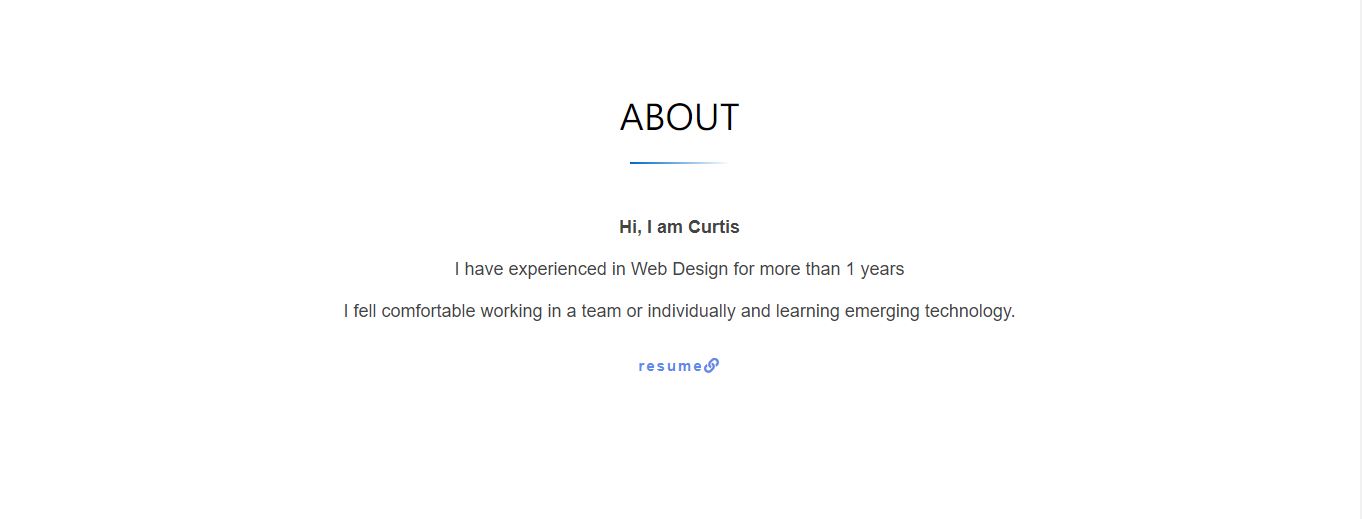 ABOUT
Hi, I am Curtis
I have experienced in Web Design for more than 1 years
I fell comfortable working in a team or individually and learning emerging technology.
resume